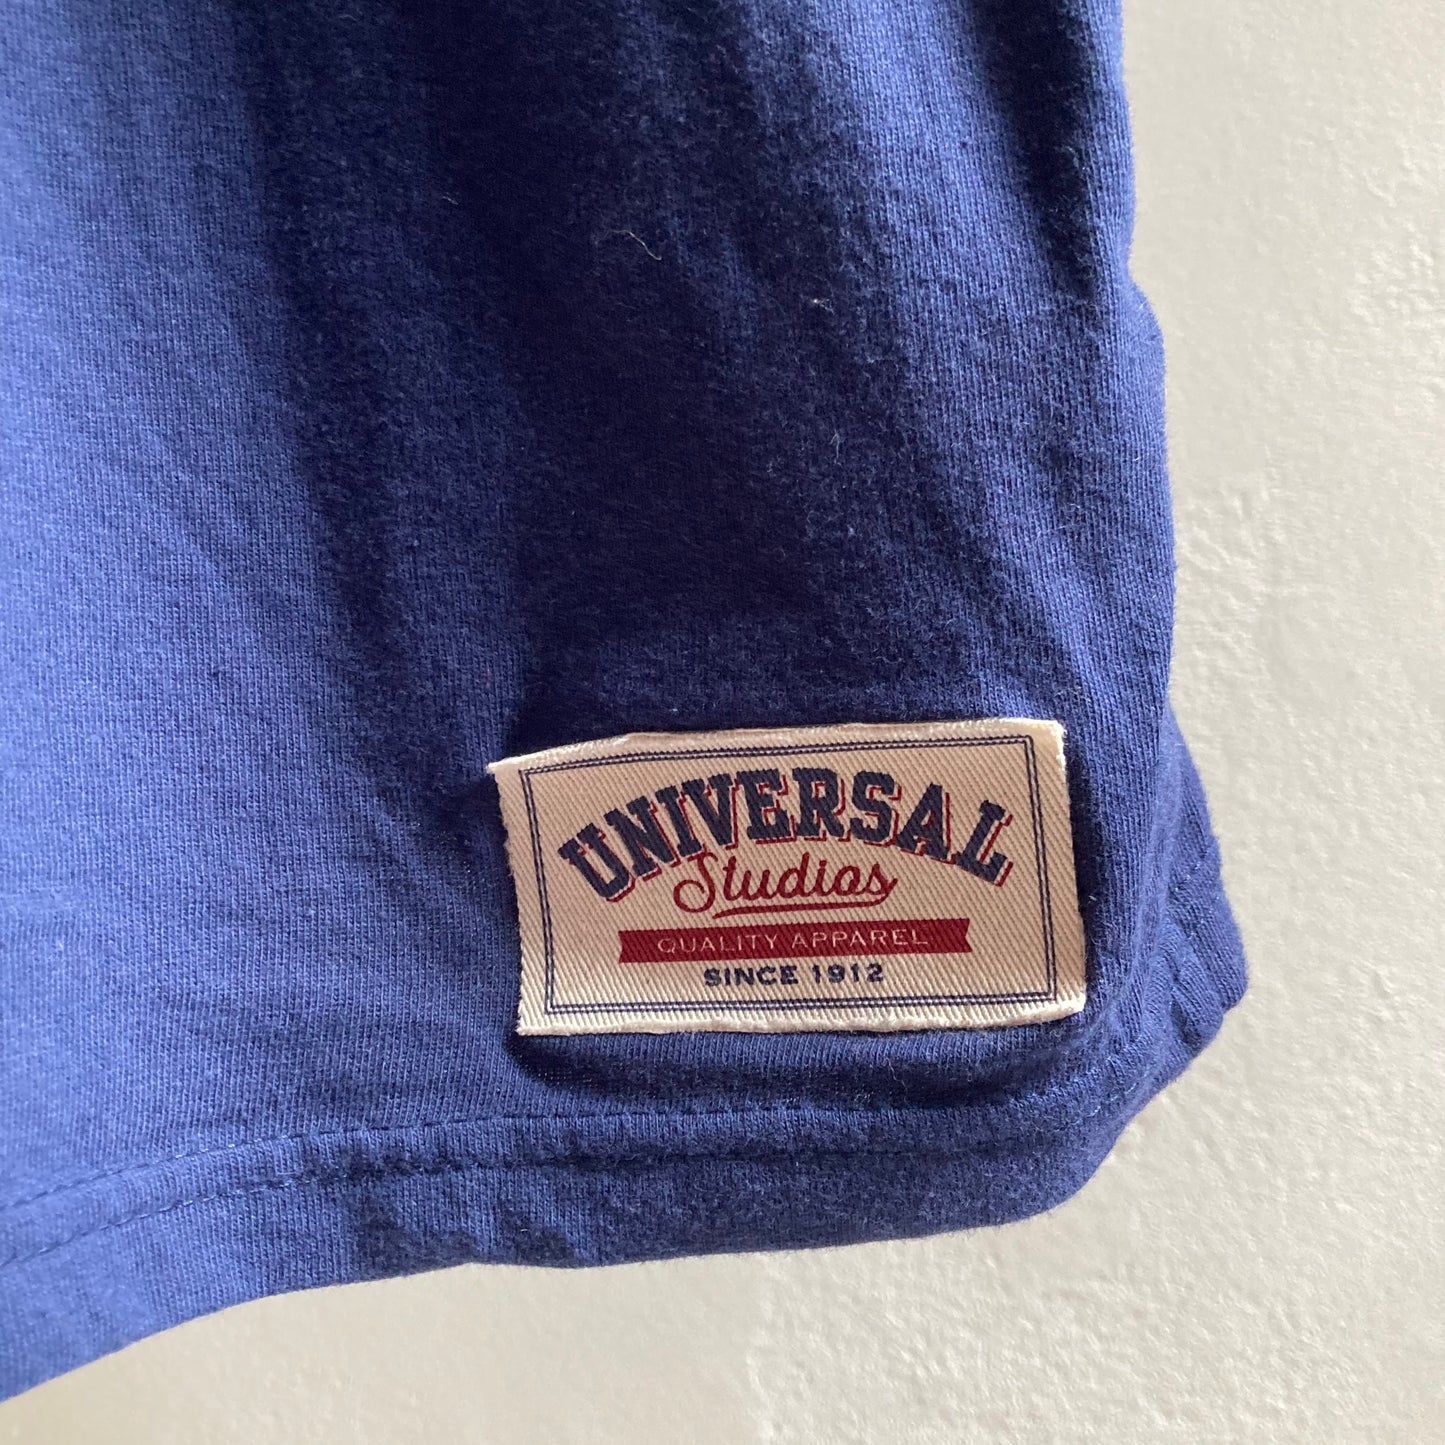 UNIVERSAL
Studios
QUALITY APPAREL
SINCE 1912